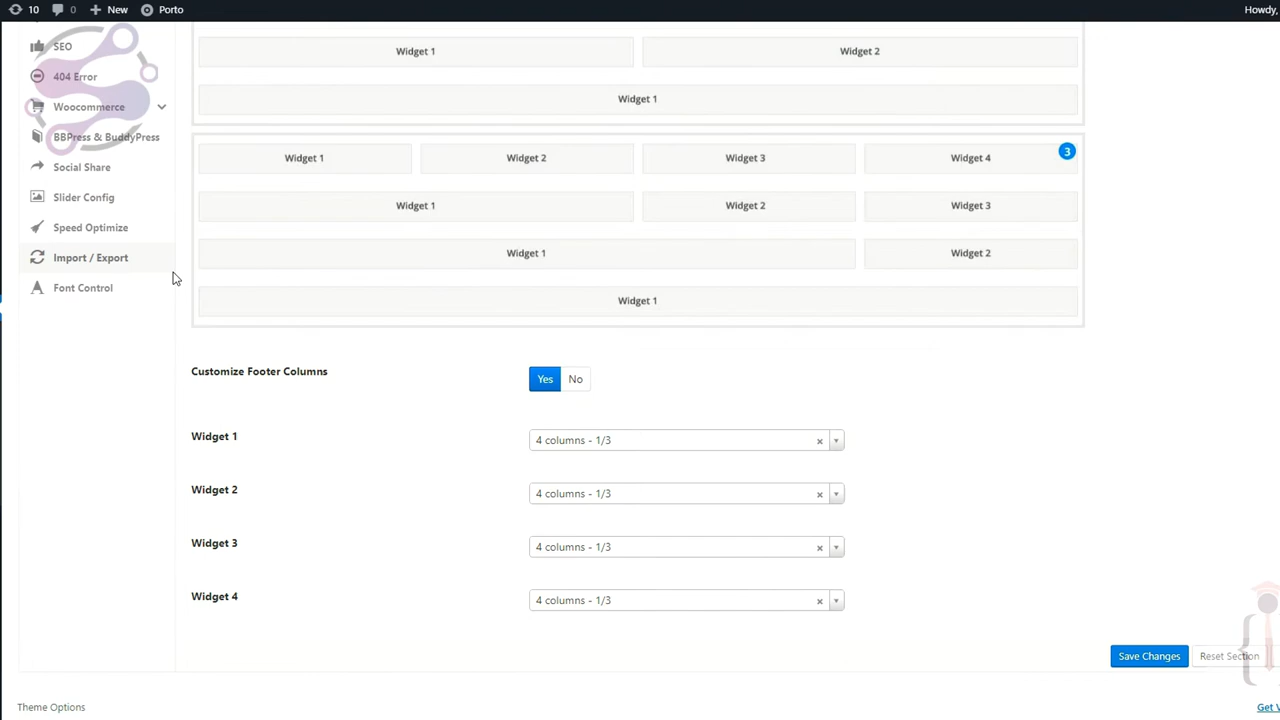 10 0 New Porto Howdy,
SEO
404 Error
Woocommerce
BBPress & BuddyPress
Social Share
Slider Config
Speed Optimize
Import / Export
Font Control
Widget 1 Widget 2
Widget 1
Widget 1 Widget 2 Widget 3 Widget 4 3
Widget 1 Widget 2 Widget 3
Widget 1 Widget 2
Widget 1
Customize Footer Columns Yes No
Widget 1 4 columns - 1/3
Widget 2 4 columns - 1/3
Widget 3 4 columns - 1/3
Widget 4 4 columns - 1/3
Save Changes Reset Section
Theme Options Get V